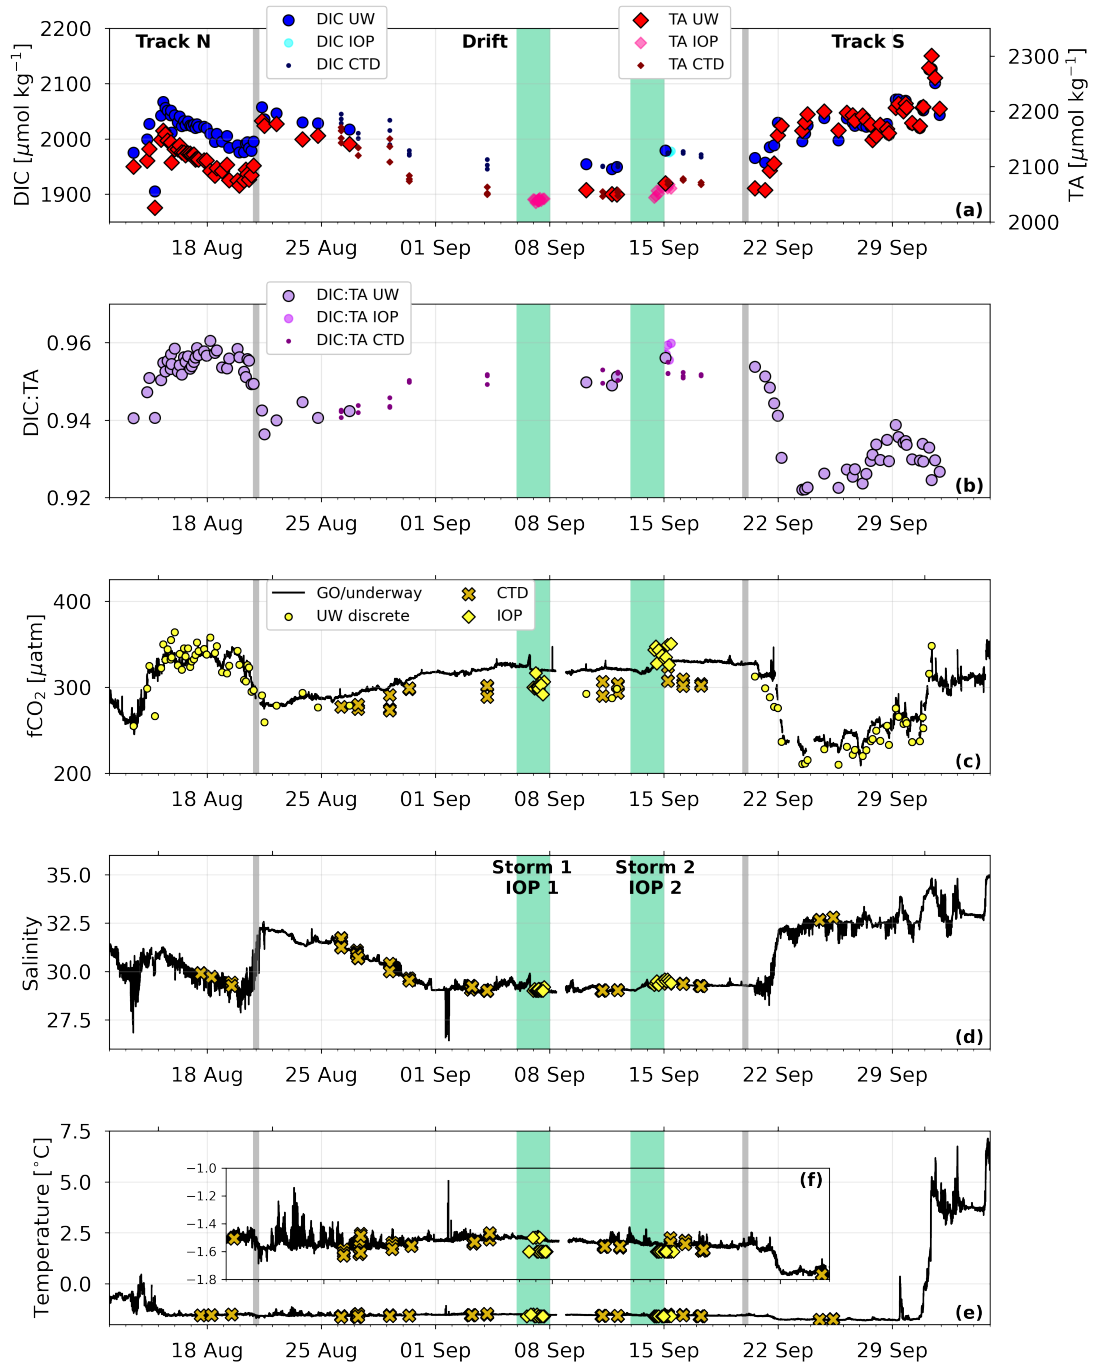 DIC UW
DIC IOP
DIC CTD
TA UW
TA IOP
TA CTD
Track N
Drift
Track S
2200
2100
2000
1900
DIC [μmol kg⁻¹]
2300
2200
2100
2000
TA [μmol kg⁻¹]
(a)
18 Aug 25 Aug 01 Sep 08 Sep 15 Sep 22 Sep 29 Sep
DIC:TA UW
DIC:TA IOP
DIC:TA CTD
0.96
0.94
0.92
DIC:TA
(b)
18 Aug 25 Aug 01 Sep 08 Sep 15 Sep 22 Sep 29 Sep
GO/underway
UW discrete
CTD
IOP
400
300
200
fCO₂ [μatm]
(c)
18 Aug 25 Aug 01 Sep 08 Sep 15 Sep 22 Sep 29 Sep
Storm 1
IOP 1
Storm 2
IOP 2
35.0
32.5
30.0
27.5
Salinity
(d)
18 Aug 25 Aug 01 Sep 08 Sep 15 Sep 22 Sep 29 Sep
7.5
5.0
2.5
0.0
Temperature [°C]
−1.0
−1.2
−1.4
−1.6
−1.8
(f)
(e)
18 Aug 25 Aug 01 Sep 08 Sep 15 Sep 22 Sep 29 Sep